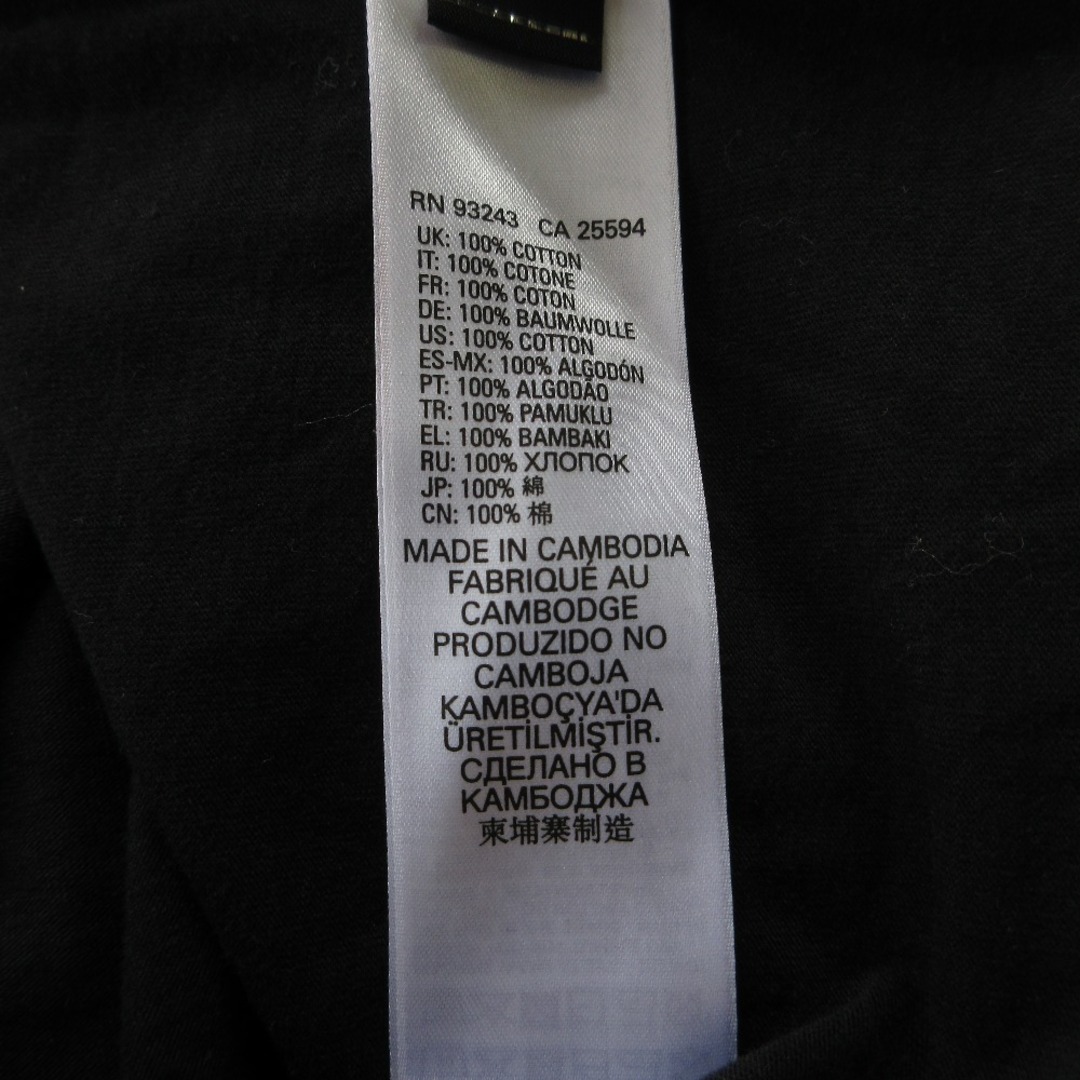 RN 93243 CA 25594
UK: 100% COTTON
IT: 100% COTONE
FR: 100% COTON
DE: 100% BAUMWOLLE
US: 100% COTTON
ES-MX: 100% ALGODÓN
PT: 100% ALGODÃO
TR: 100% PAMUKLU
EL: 100% BAMBAKI
RU: 100% ХЛОПОК
JP: 100% 綿
CN: 100% 棉
MADE IN CAMBODIA
FABRIQUÉ AU
CAMBODGE
PRODUZIDO NO
CAMBOJA
KAMBOÇYA'DA
ÜRETİLMİŞTİR.
СДЕЛАНО В
КАМБОДЖА
柬埔寨制造